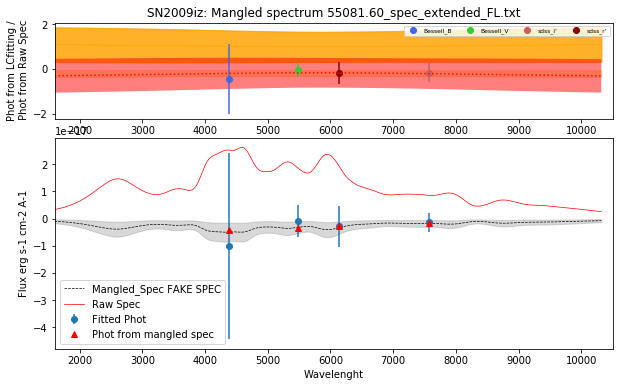 SN2009iz: Mangled spectrum 55081.60_spec_extended_FL.txt
Phot from LCfitting /
Phot from Raw Spec
2
0
−2
Bessell_B
Bessell_V
sdss_i'
sdss_r'
2000 3000 4000 5000 6000 7000 8000 9000 10000
1e−17
Flux erg s-1 cm-2 A-1
2
1
0
−1
−2
−3
−4
Mangled_Spec FAKE SPEC
Raw Spec
Fitted Phot
Phot from mangled spec
2000 3000 4000 5000 6000 7000 8000 9000 10000
Wavelenght